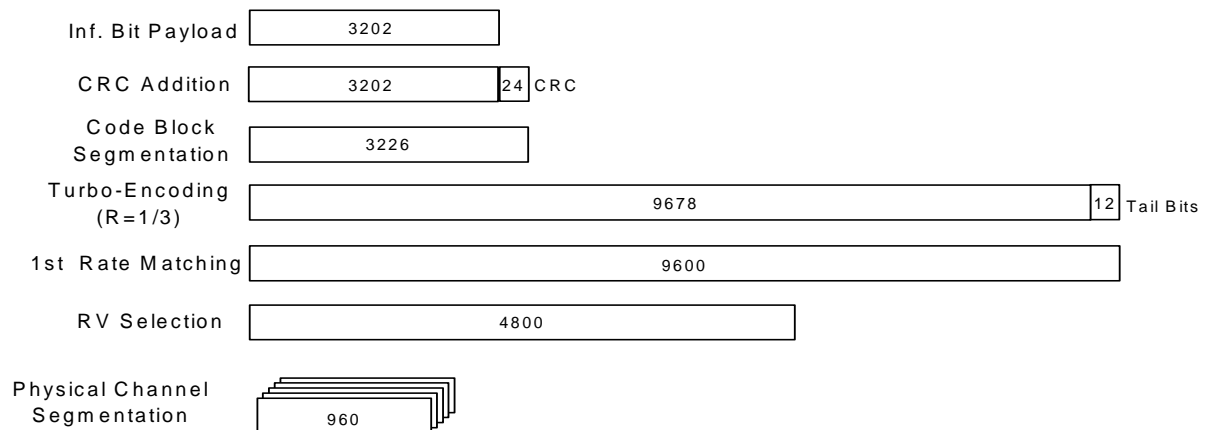 Inf. Bit Payload 3202
CRC Addition 3202 24 CRC
Code Block
Segmentation 3226
Turbo-Encoding
(R=1/3) 9678 12 Tail Bits
1st Rate Matching 9600
RV Selection 4800
Physical Channel
Segmentation 960